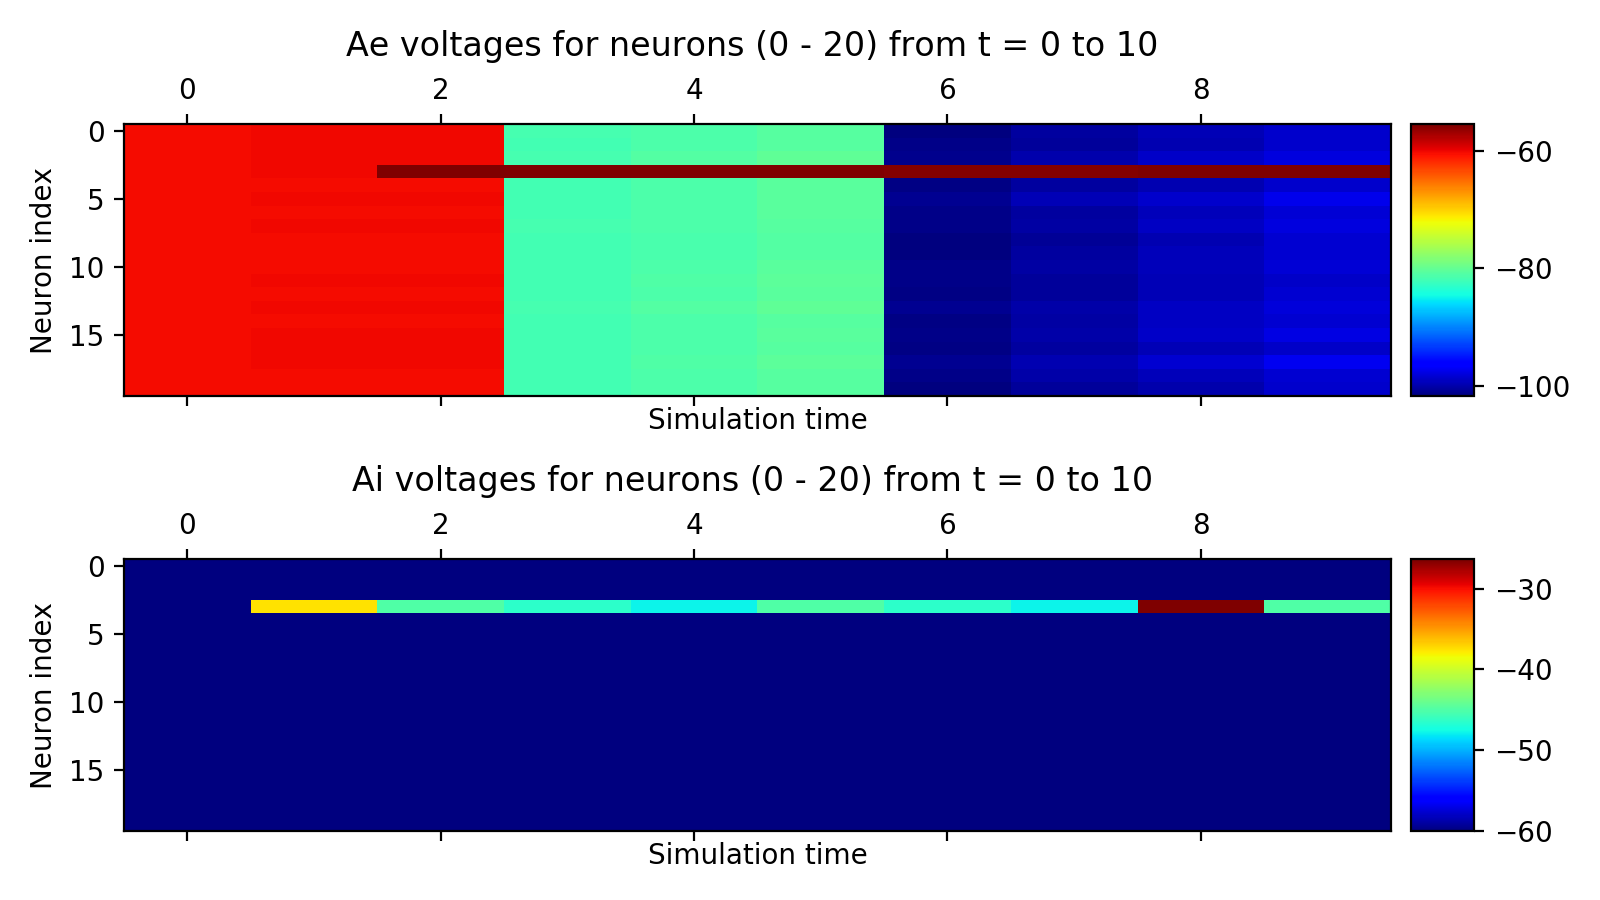 Ae voltages for neurons (0 - 20) from t = 0 to 10
0 2 4 6 8
Neuron index
0
5
10
15
−60
−80
−100
Simulation time
Ai voltages for neurons (0 - 20) from t = 0 to 10
0 2 4 6 8
Neuron index
0
5
10
15
−30
−40
−50
−60
Simulation time